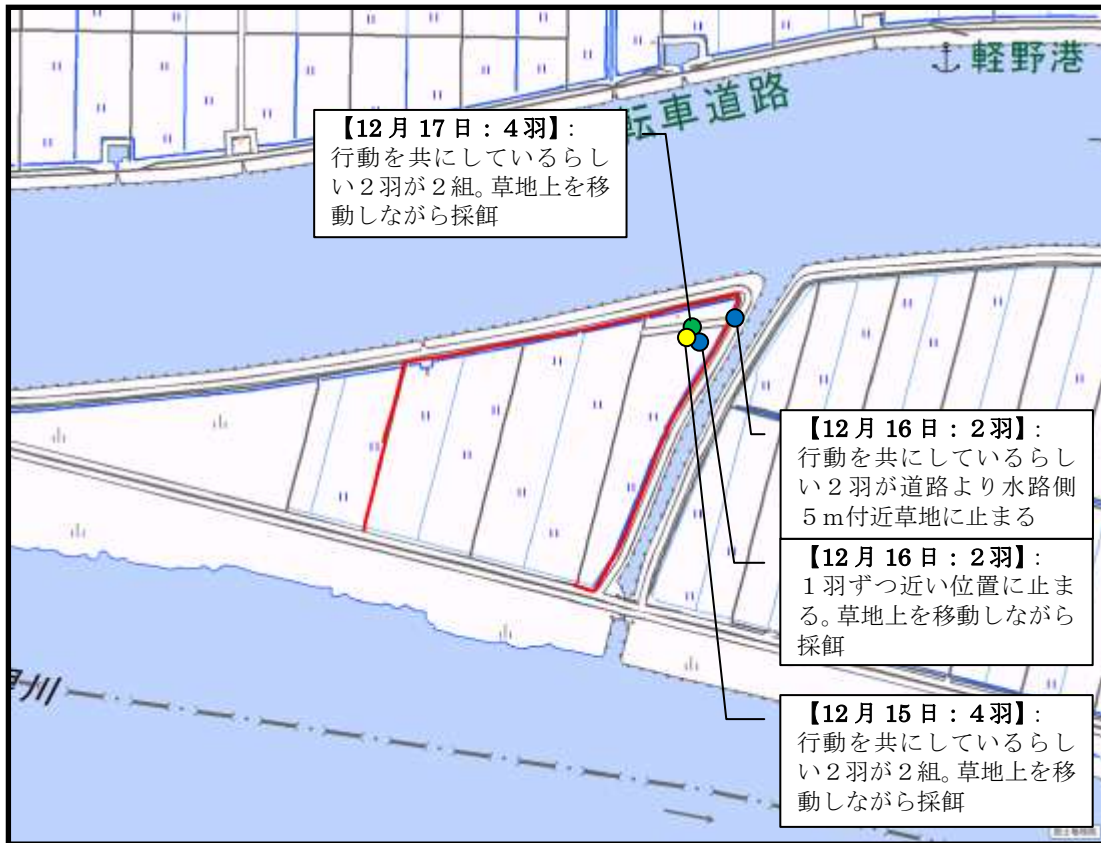 軽野港
転車道路
【12月17日：4羽】：
行動を共にしているらし
い２羽が２組。草地上を移
動しながら採餌
【12月16日：2羽】：
行動を共にしているらし
い２羽が道路より水路側
５ｍ付近草地に止まる
【12月16日：2羽】：
１羽ずつ近い位置に止ま
る。草地上を移動しながら
採餌
【12月15日：4羽】：
行動を共にしているらし
い２羽が２組。草地上を移
動しながら採餌
川